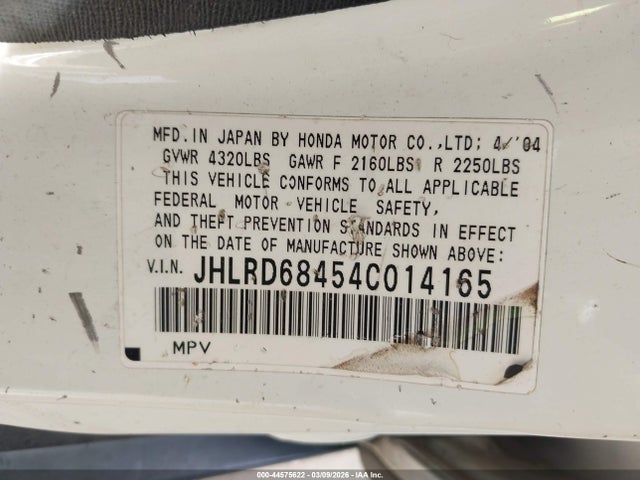 MFD. IN JAPAN BY HONDA MOTOR CO.,LTD; 4/'04
GVWR 4320LBS GAWR F 2160LBS R 2250LBS
THIS VEHICLE CONFORMS TO ALL APPLICABLE
FEDERAL MOTOR-VEHICLE SAFETY,
AND THEFT PREVENTION STANDARDS IN EFFECT
ON THE DATE OF MANUFACTURE SHOWN ABOVE:
V.I.N. JHLRD68454C014165
MPV
000-44575622 - 03/09/2026 - IAA Inc.